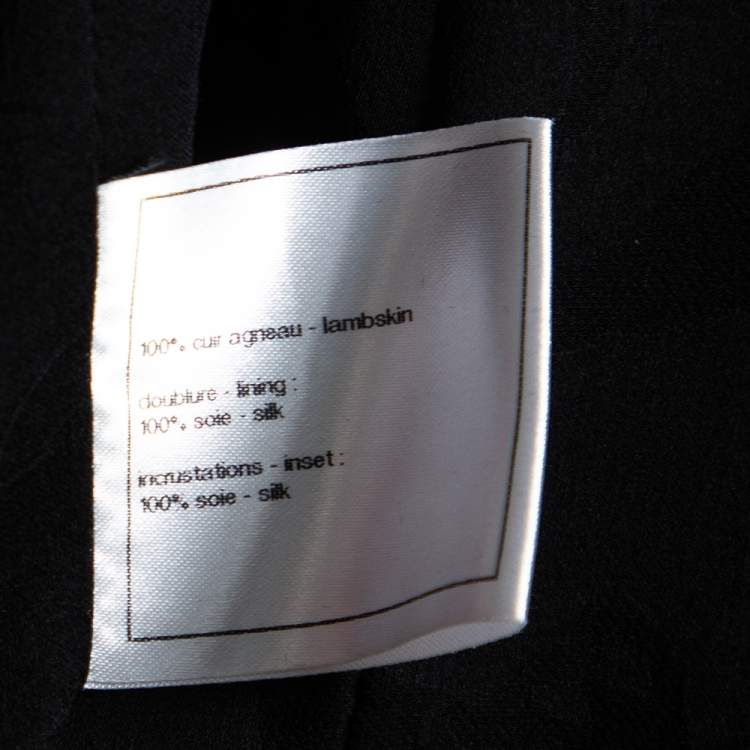 100% cuir agneau - lambskin
doublure - lining :
100% soie - silk
incrustations - inset :
100% soie - silk